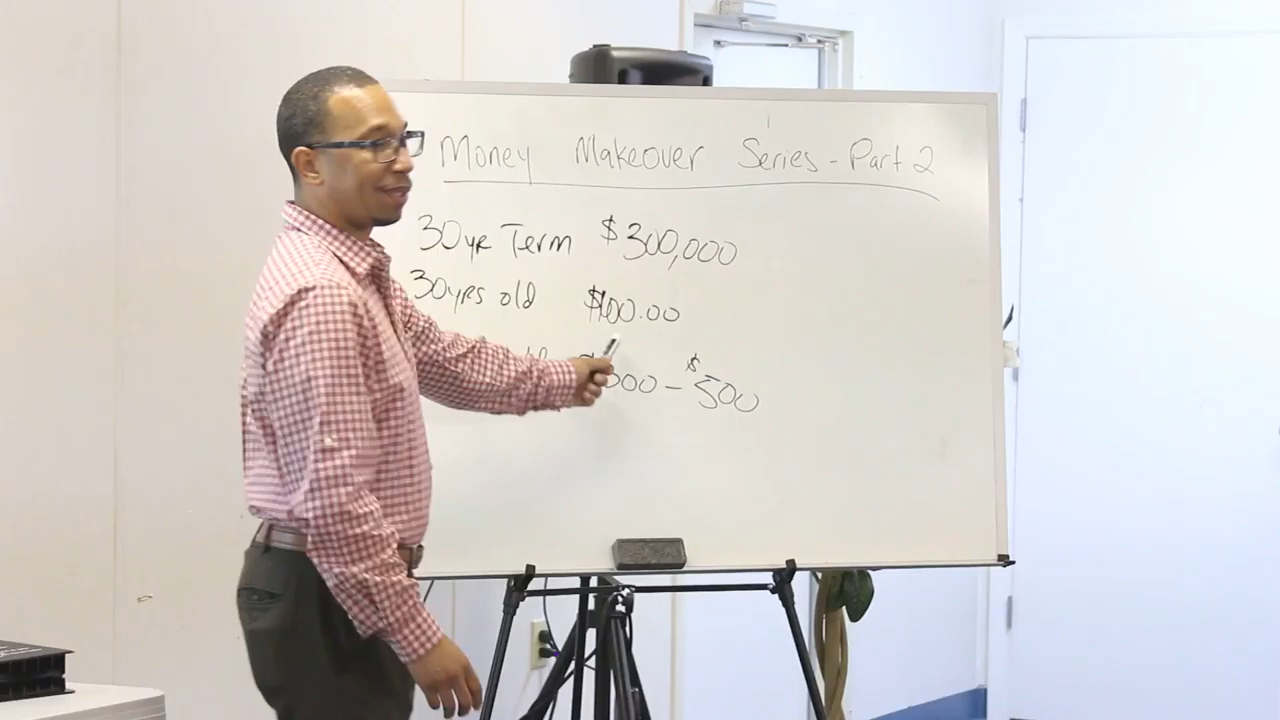 Money Makeover Series - Part 2
30yr Term $300,000
30yrs old $100.00
- $500